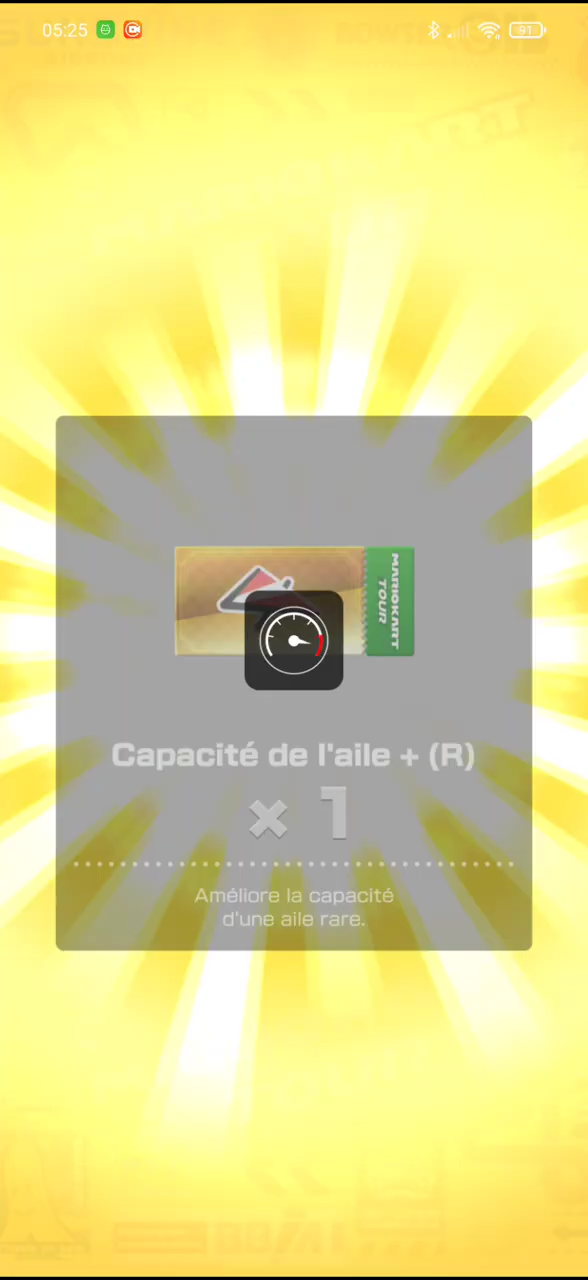 05:25
91
MARIOKART
TOUR
Capacité de l'aile + (R)
× 1
Améliore la capacité
d'une aile rare.